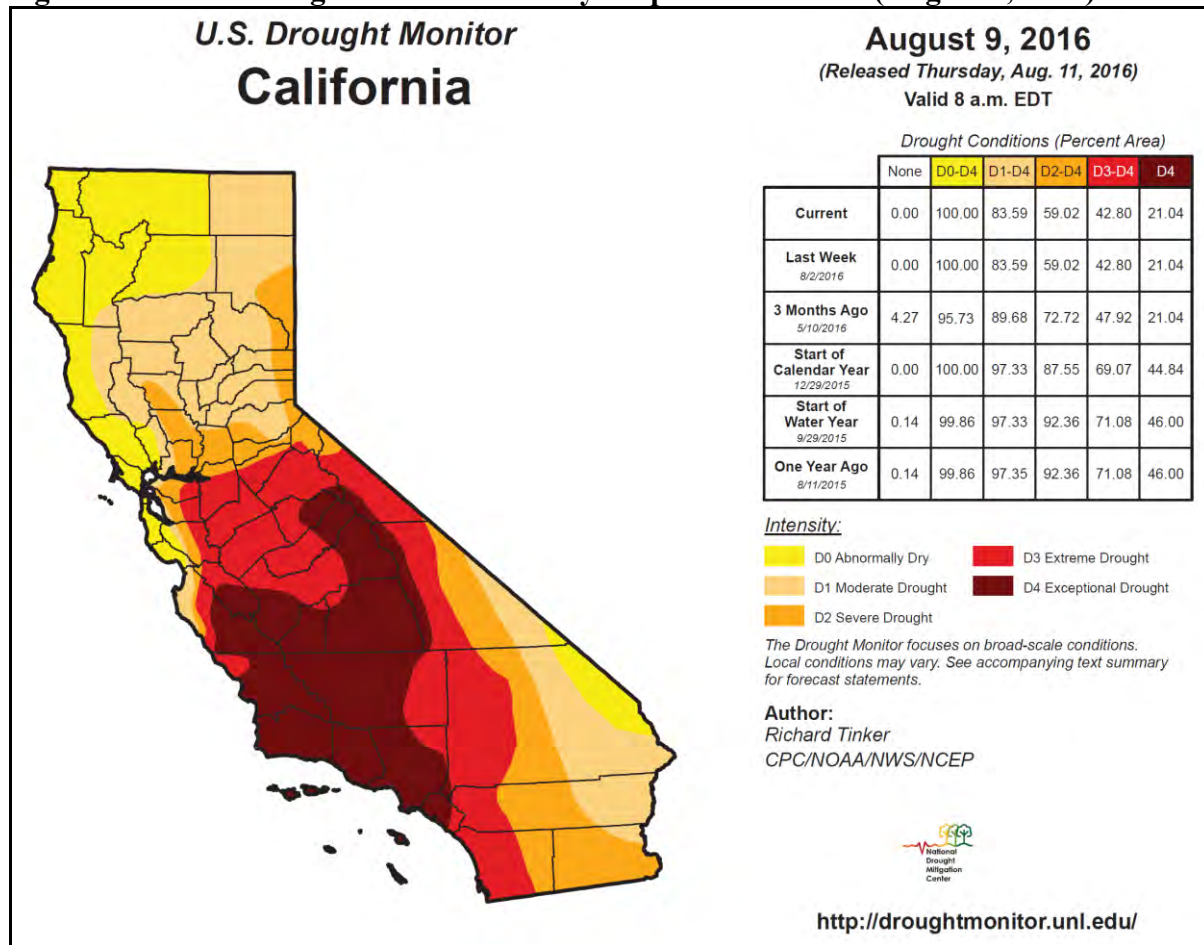 U.S. Drought Monitor
California
August 9, 2016
(Released Thursday, Aug. 11, 2016)
Valid 8 a.m. EDT
Drought Conditions (Percent Area)
None D0-D4 D1-D4 D2-D4 D3-D4 D4
Current 0.00 100.00 83.59 59.02 42.80 21.04
Last Week
8/2/2016
0.00 100.00 83.59 59.02 42.80 21.04
3 Months Ago
5/10/2016
4.27 95.73 89.68 72.72 47.92 21.04
Start of
Calendar Year
12/29/2015
0.00 100.00 97.33 87.55 69.07 44.84
Start of
Water Year
9/29/2015
0.14 99.86 97.33 92.36 71.08 46.00
One Year Ago
8/11/2015
0.14 99.86 97.35 92.36 71.08 46.00
Intensity:
D0 Abnormally Dry
D1 Moderate Drought
D2 Severe Drought
D3 Extreme Drought
D4 Exceptional Drought
The Drought Monitor focuses on broad-scale conditions.
Local conditions may vary. See accompanying text summary
for forecast statements.
Author:
Richard Tinker
CPC/NOAA/NWS/NCEP
National
Drought
Mitigation
Center
http://droughtmonitor.unl.edu/